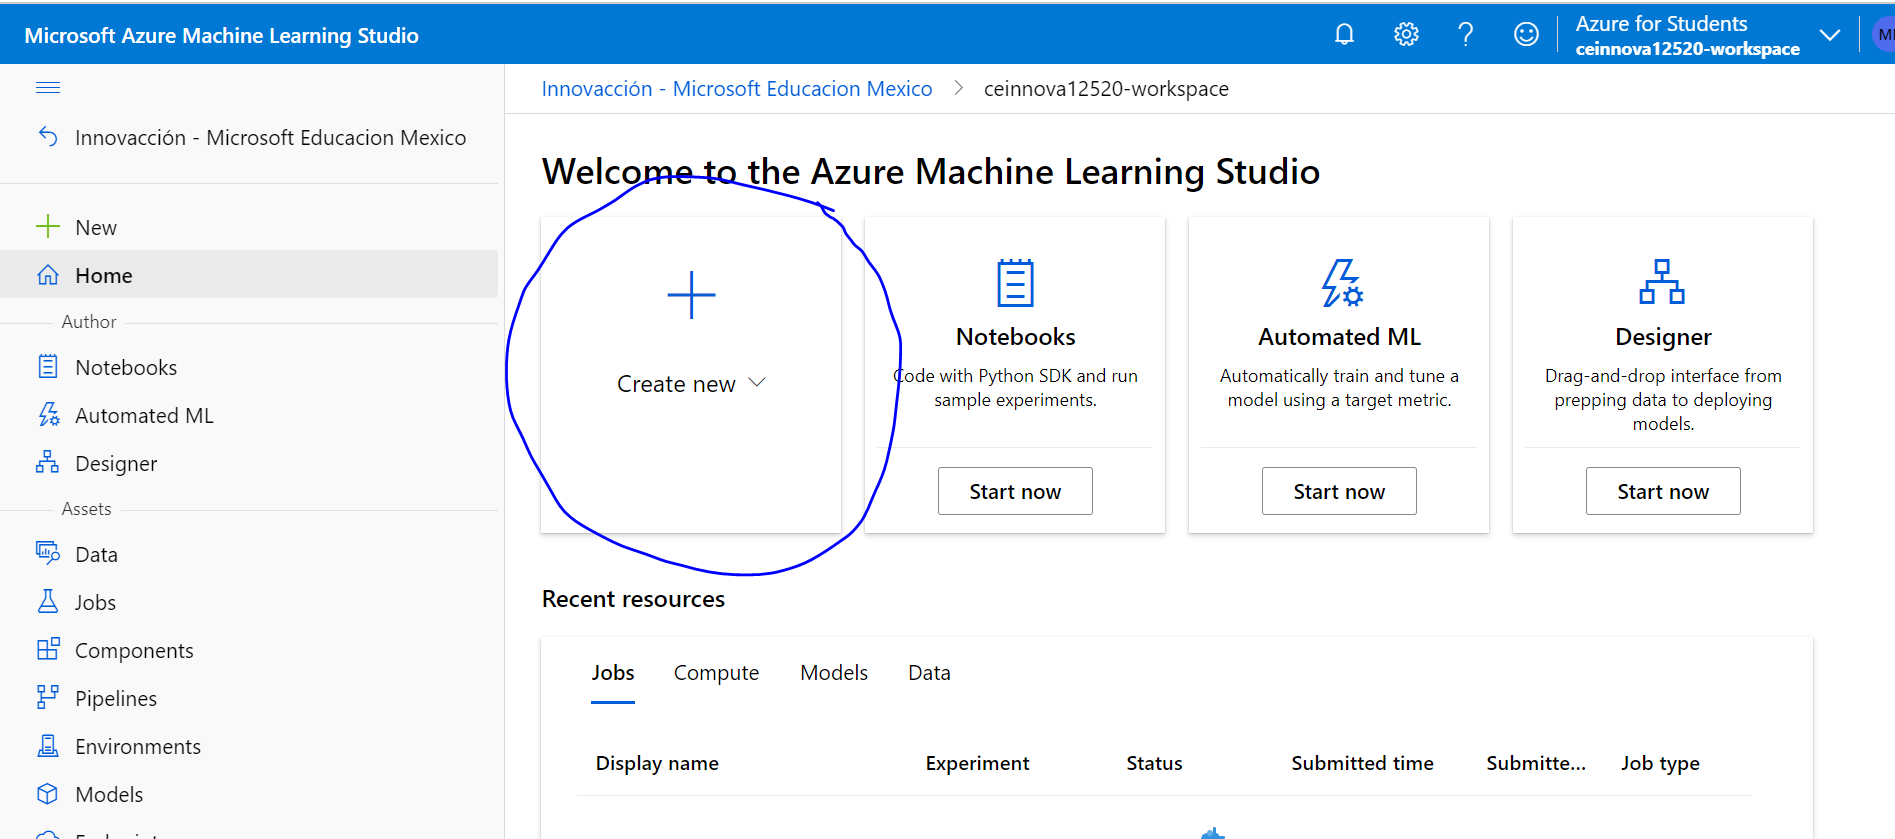 Microsoft Azure Machine Learning Studio
Azure for Students
ceinnova12520-workspace
Innovacción - Microsoft Educacion Mexico
New
Home
Author
Notebooks
Automated ML
Designer
Assets
Data
Jobs
Components
Pipelines
Environments
Models
Innovacción - Microsoft Educacion Mexico > ceinnova12520-workspace
Welcome to the Azure Machine Learning Studio
Create new
Notebooks
Code with Python SDK and run
sample experiments.
Start now
Automated ML
Automatically train and tune a
model using a target metric.
Start now
Designer
Drag-and-drop interface from
prepping data to deploying
models.
Start now
Recent resources
Jobs Compute Models Data
Display name Experiment Status Submitted time Submitte... Job type